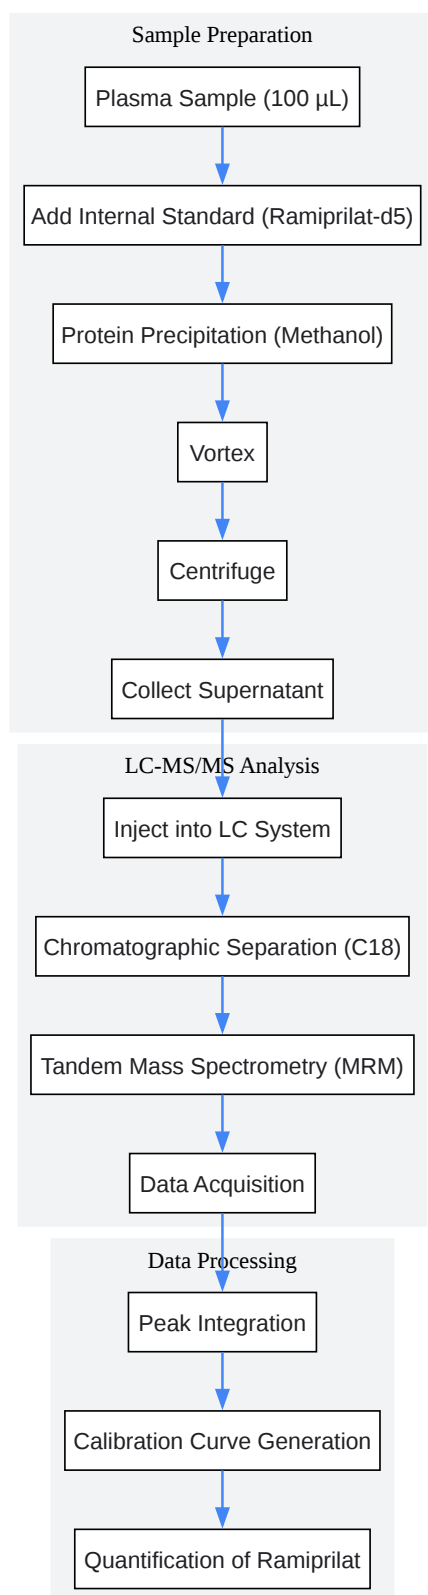 Sample Preparation
Plasma Sample (100 µL)
Add Internal Standard (Ramiprilat-d5)
Protein Precipitation (Methanol)
Vortex
Centrifuge
Collect Supernatant
LC-MS/MS Analysis
Inject into LC System
Chromatographic Separation (C18)
Tandem Mass Spectrometry (MRM)
Data Acquisition
Data Processing
Peak Integration
Calibration Curve Generation
Quantification of Ramiprilat